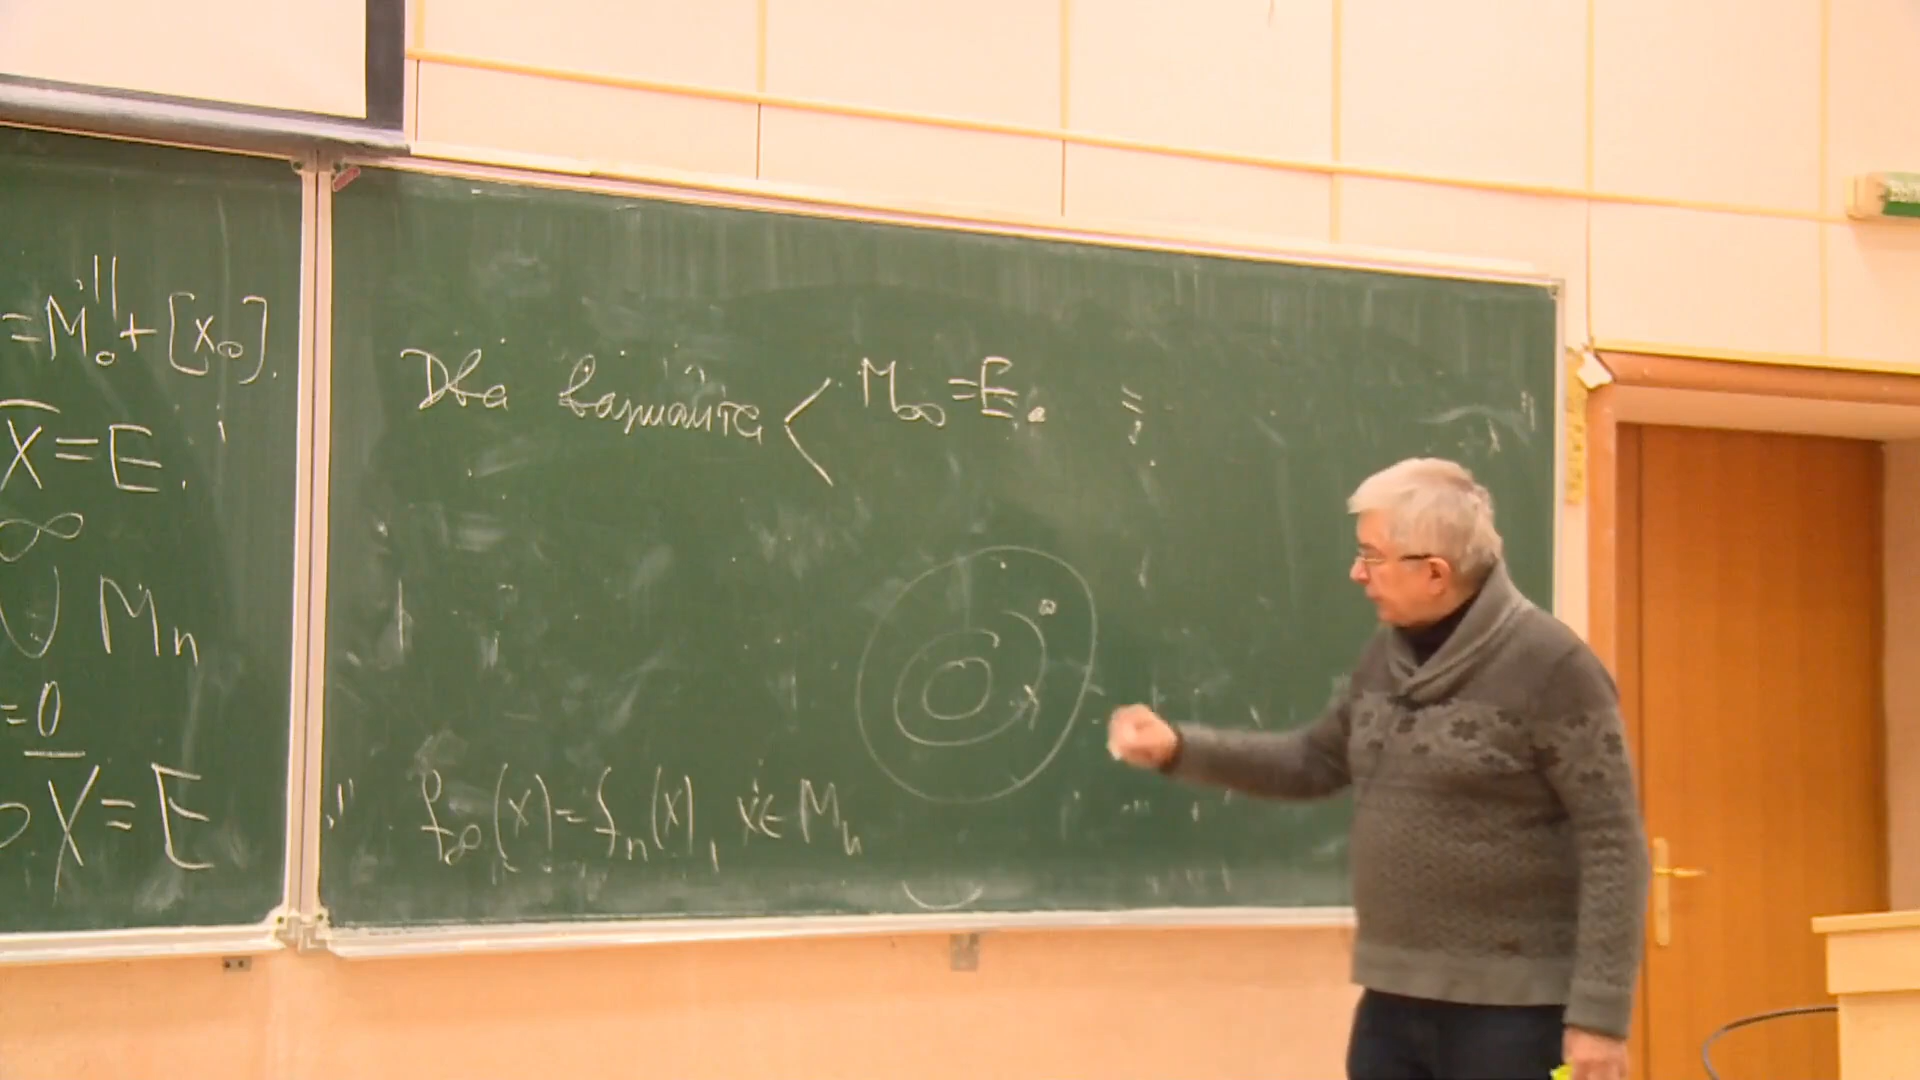 = M₀ + [x₀].
X̅ = E.
∞
∪ Mₙ
= 0
X = E
Два варианта < M∞ = E.
f∞(x) = fₙ(x), x ∈ Mₙ